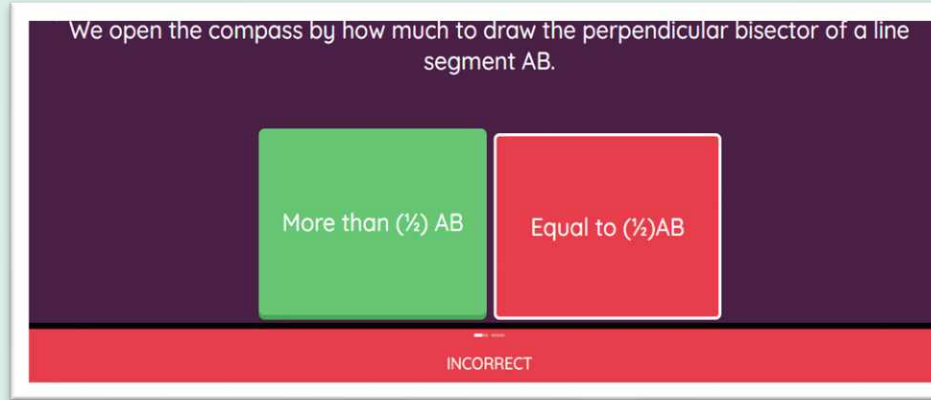 We open the compass by how much to draw the perpendicular bisector of a line
segment AB.
More than (½) AB
Equal to (½)AB
INCORRECT